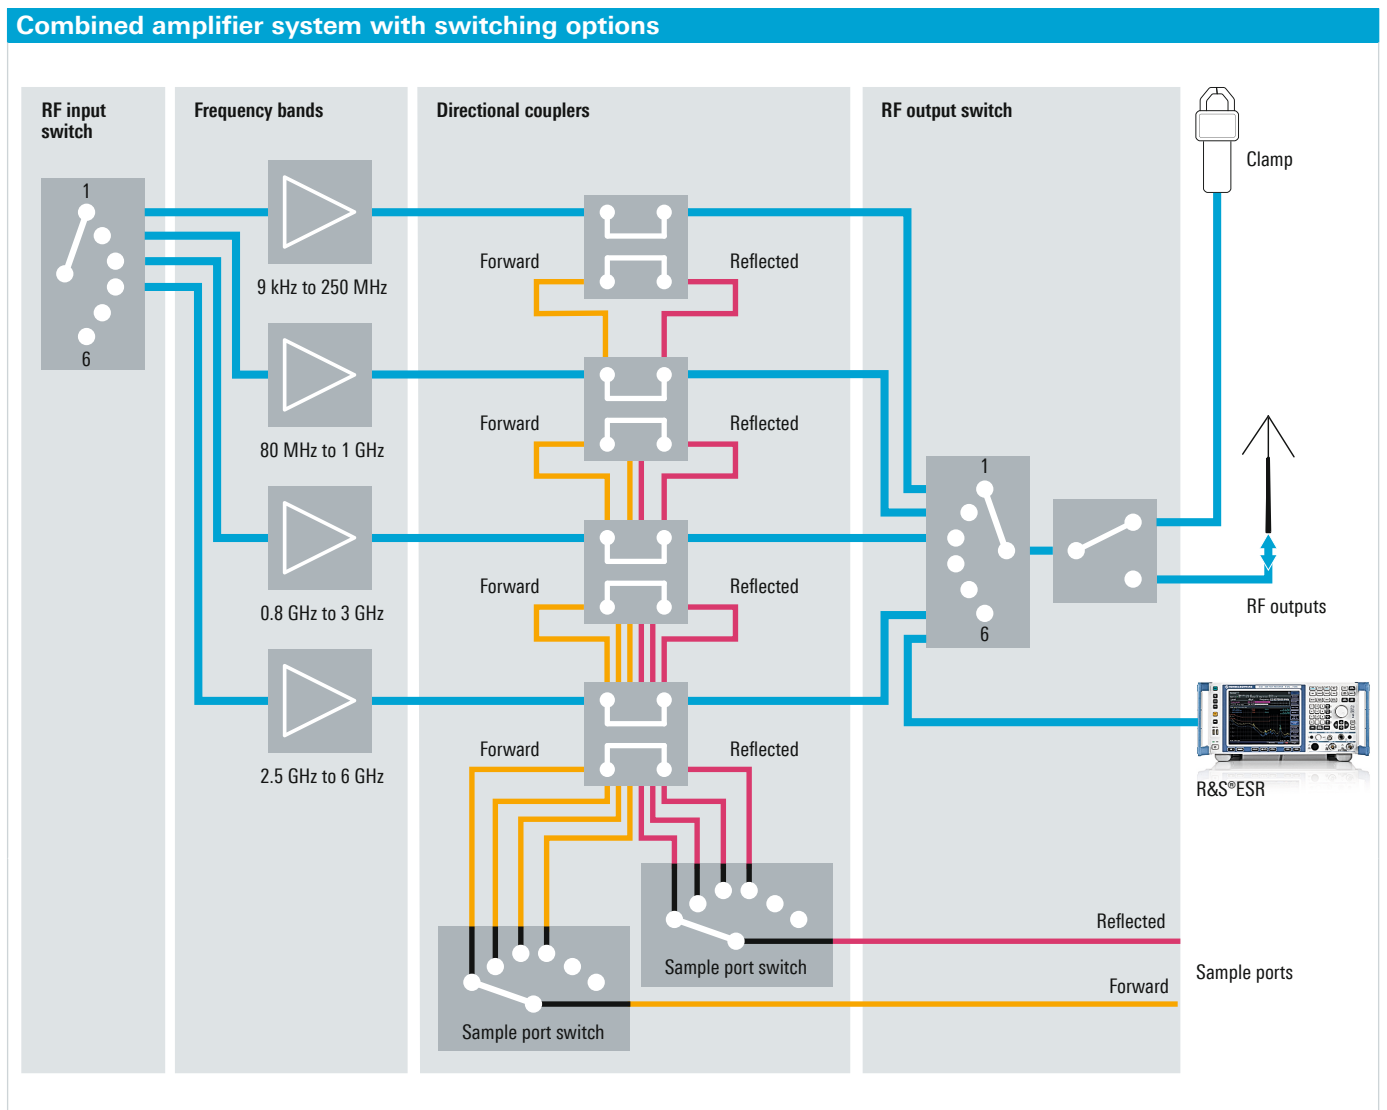 Combined amplifier system with switching options
RF input
switch
Frequency bands
Directional couplers
RF output switch
1
6
9 kHz to 250 MHz
80 MHz to 1 GHz
0.8 GHz to 3 GHz
2.5 GHz to 6 GHz
Forward
Reflected
Forward
Reflected
Forward
Reflected
Forward
Reflected
Sample port switch
Sample port switch
1
6
Clamp
RF outputs
R&S®ESR
Reflected
Forward
Sample ports